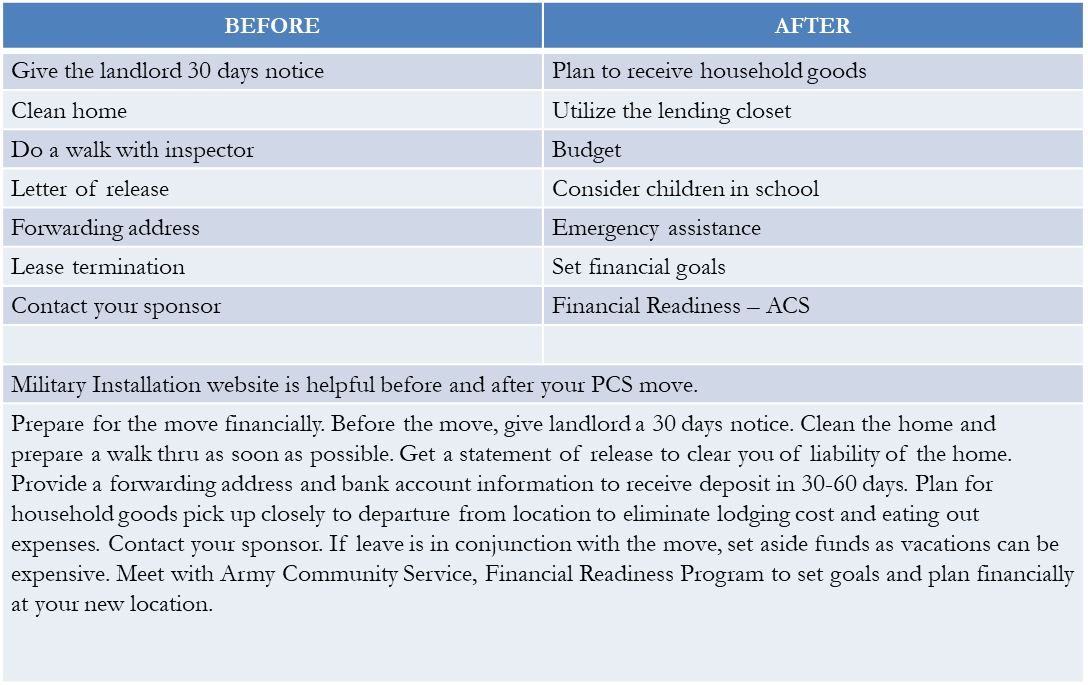 BEFORE AFTER
Give the landlord 30 days notice Plan to receive household goods
Clean home Utilize the lending closet
Do a walk with inspector Budget
Letter of release Consider children in school
Forwarding address Emergency assistance
Lease termination Set financial goals
Contact your sponsor Financial Readiness – ACS
Military Installation website is helpful before and after your PCS move.
Prepare for the move financially. Before the move, give landlord a 30 days notice. Clean the home and
prepare a walk thru as soon as possible. Get a statement of release to clear you of liability of the home.
Provide a forwarding address and bank account information to receive deposit in 30-60 days. Plan for
household goods pick up closely to departure from location to eliminate lodging cost and eating out
expenses. Contact your sponsor. If leave is in conjunction with the move, set aside funds as vacations can be
expensive. Meet with Army Community Service, Financial Readiness Program to set goals and plan financially
at your new location.